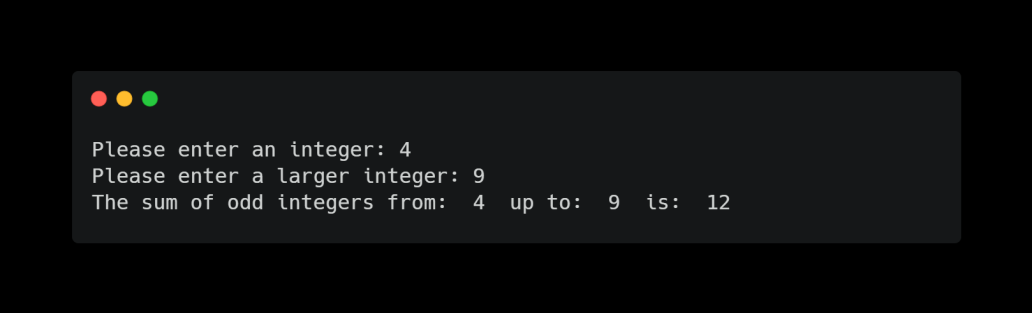 Please enter an integer: 4
Please enter a larger integer: 9
The sum of odd integers from:  4  up to:  9  is:  12